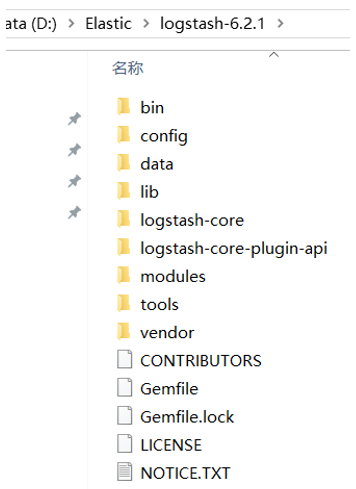 ata (D:) > Elastic > logstash-6.2.1 >
名称
bin
config
data
lib
logstash-core
logstash-core-plugin-api
modules
tools
vendor
CONTRIBUTORS
Gemfile
Gemfile.lock
LICENSE
NOTICE.TXT